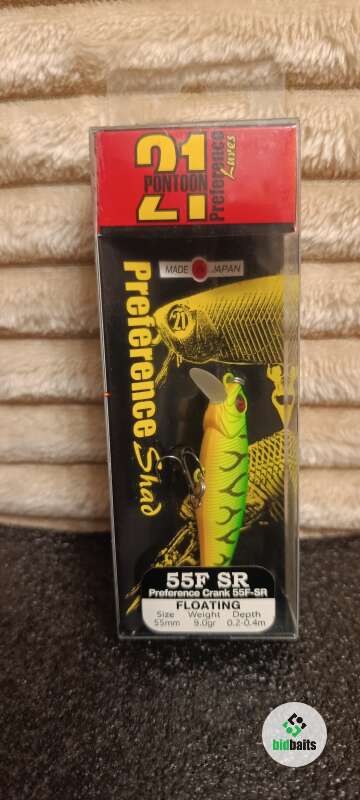 21
PONTOON
Preference
Lures
MADE JAPAN
Preference
Shad
21
55F SR
Preference Crank 55F-SR
FLOATING
Size Weight Depth
55mm 9.0gr 0.2-0.4m
bidbaits